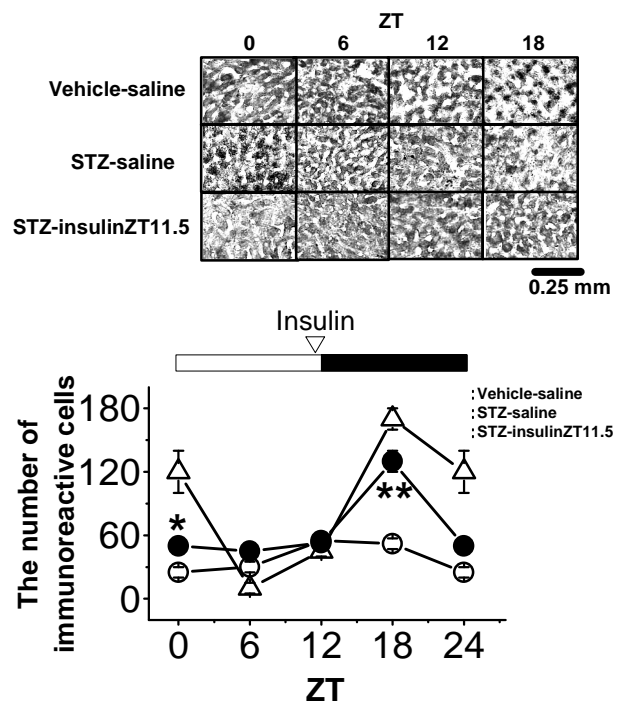 ZT
0 6 12 18
Vehicle-saline
STZ-saline
STZ-insulinZT11.5
0.25 mm
Insulin
The number of
immunoreactive cells
180
120
60
0
* **
: Vehicle-saline
: STZ-saline
: STZ-insulinZT11.5
0 6 12 18 24
ZT